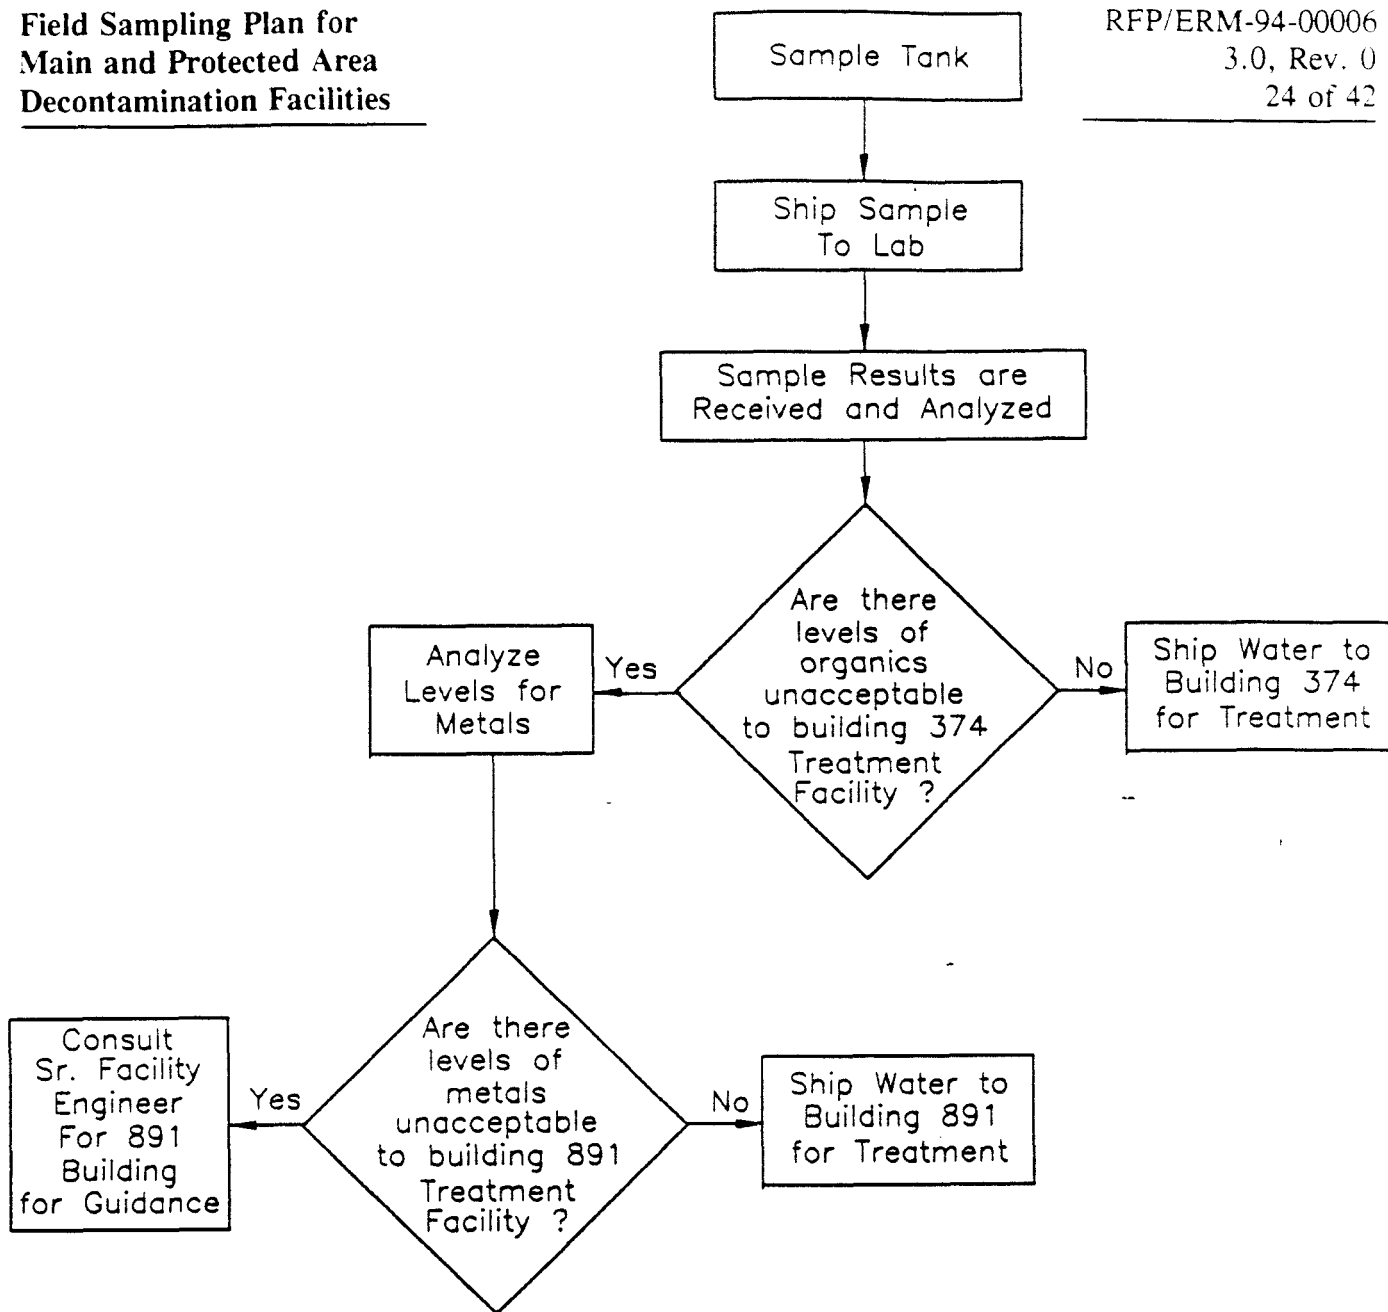 Field Sampling Plan for
Main and Protected Area
Decontamination Facilities
RFP/ERM-94-00006
3.0, Rev. 0
24 of 42
Sample Tank
Ship Sample
To Lab
Sample Results are
Received and Analyzed
Are there
levels of
organics
unacceptable
to building 374
Treatment
Facility ?
Yes
No
Analyze
Levels for
Metals
Ship Water to
Building 374
for Treatment
Are there
levels of
metals
unacceptable
to building 891
Treatment
Facility ?
Yes
No
Consult
Sr. Facility
Engineer
For 891
Building
for Guidance
Ship Water to
Building 891
for Treatment